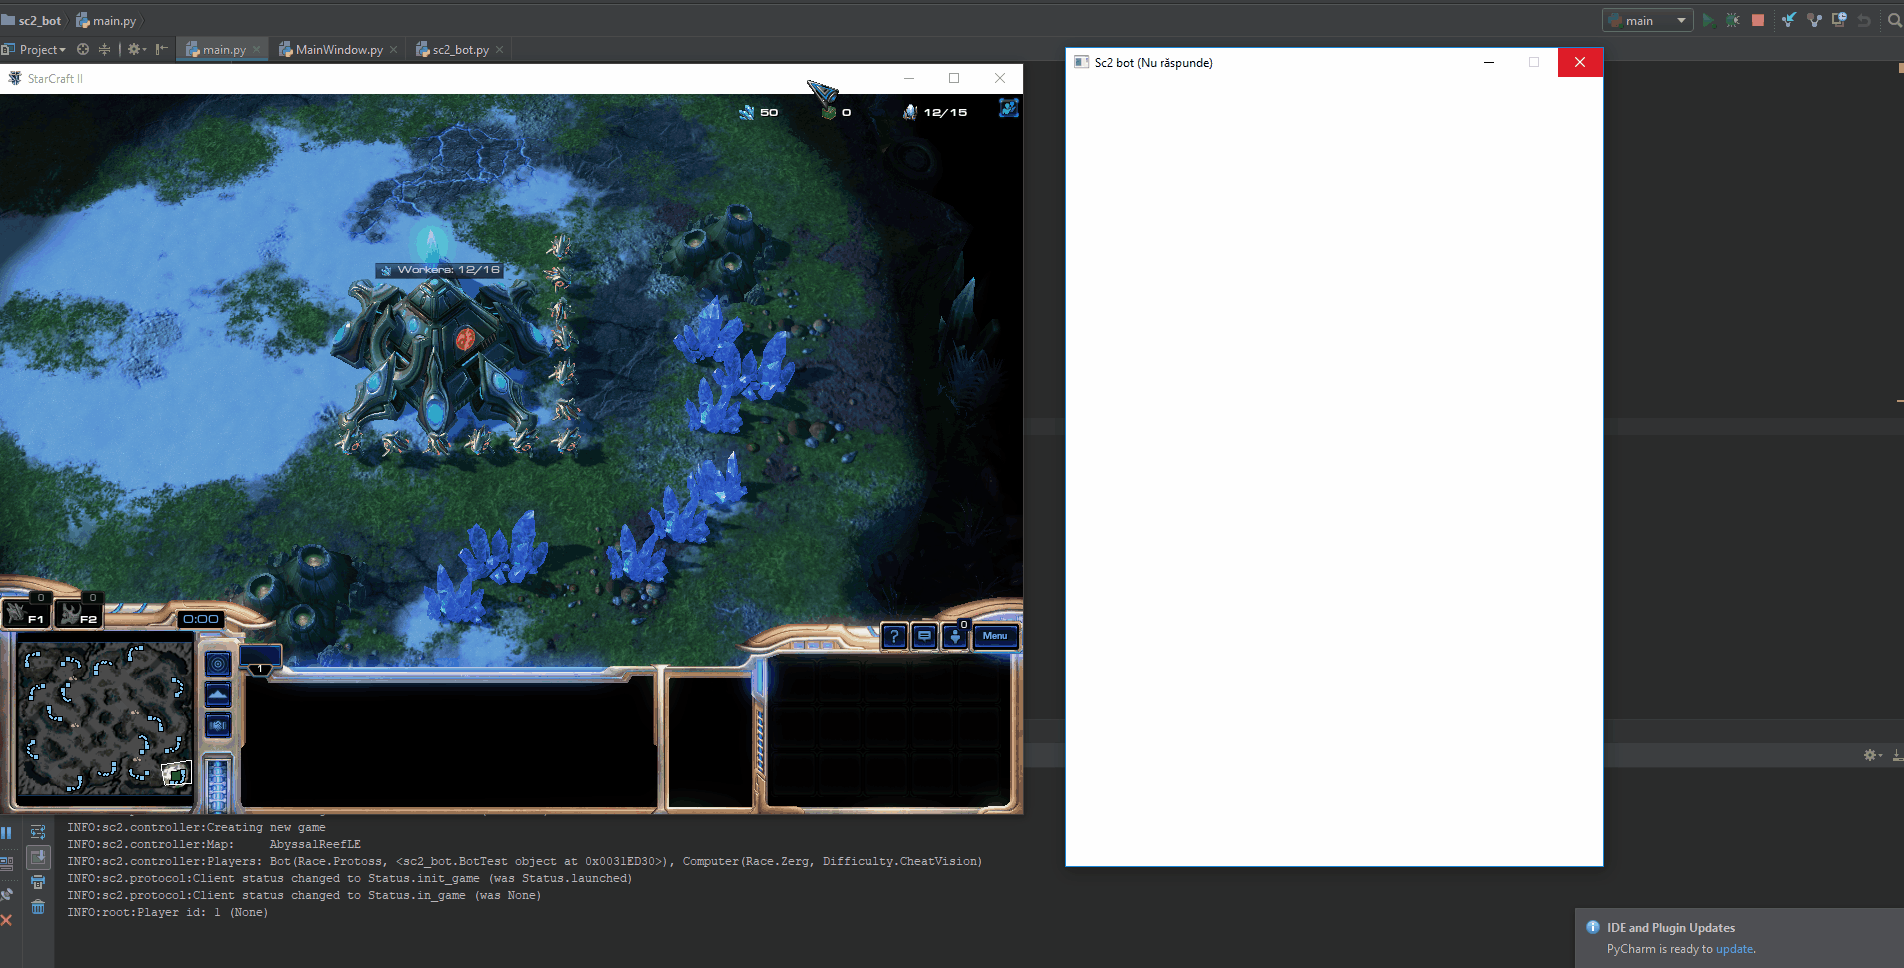 sc2_bot
main.py
main
Project
main.py
MainWindow.py
sc2_bot.py
StarCraft II
Sc2 bot (Nu răspunde)
50
0
12/15
Workers: 12/16
0
0
F1
F2
0:00
?
0
Menu
1
INFO:sc2.controller:Creating new game
INFO:sc2.controller:Map: AbyssalReefLE
INFO:sc2.controller:Players: Bot(Race.Protoss, <sc2_bot.BotTest object at 0x0031ED30>), Computer(Race.Zerg, Difficulty.CheatVision)
INFO:sc2.protocol:Client status changed to Status.init_game (was Status.launched)
INFO:sc2.protocol:Client status changed to Status.in_game (was None)
INFO:root:Player id: 1 (None)
IDE and Plugin Updates
PyCharm is ready to update.